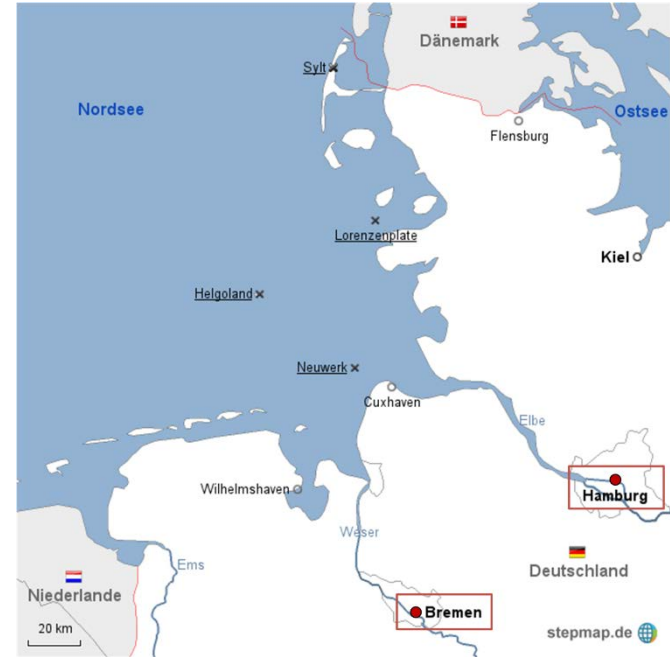 Dänemark
Sylt
Nordsee
Ostsee
Flensburg
Lorenzenplate
Kiel
Helgoland
Neuwerk
Cuxhaven
Elbe
Wilhelmshaven
Hamburg
Weser
Ems
Deutschland
Niederlande
Bremen
20 km
stepmap.de